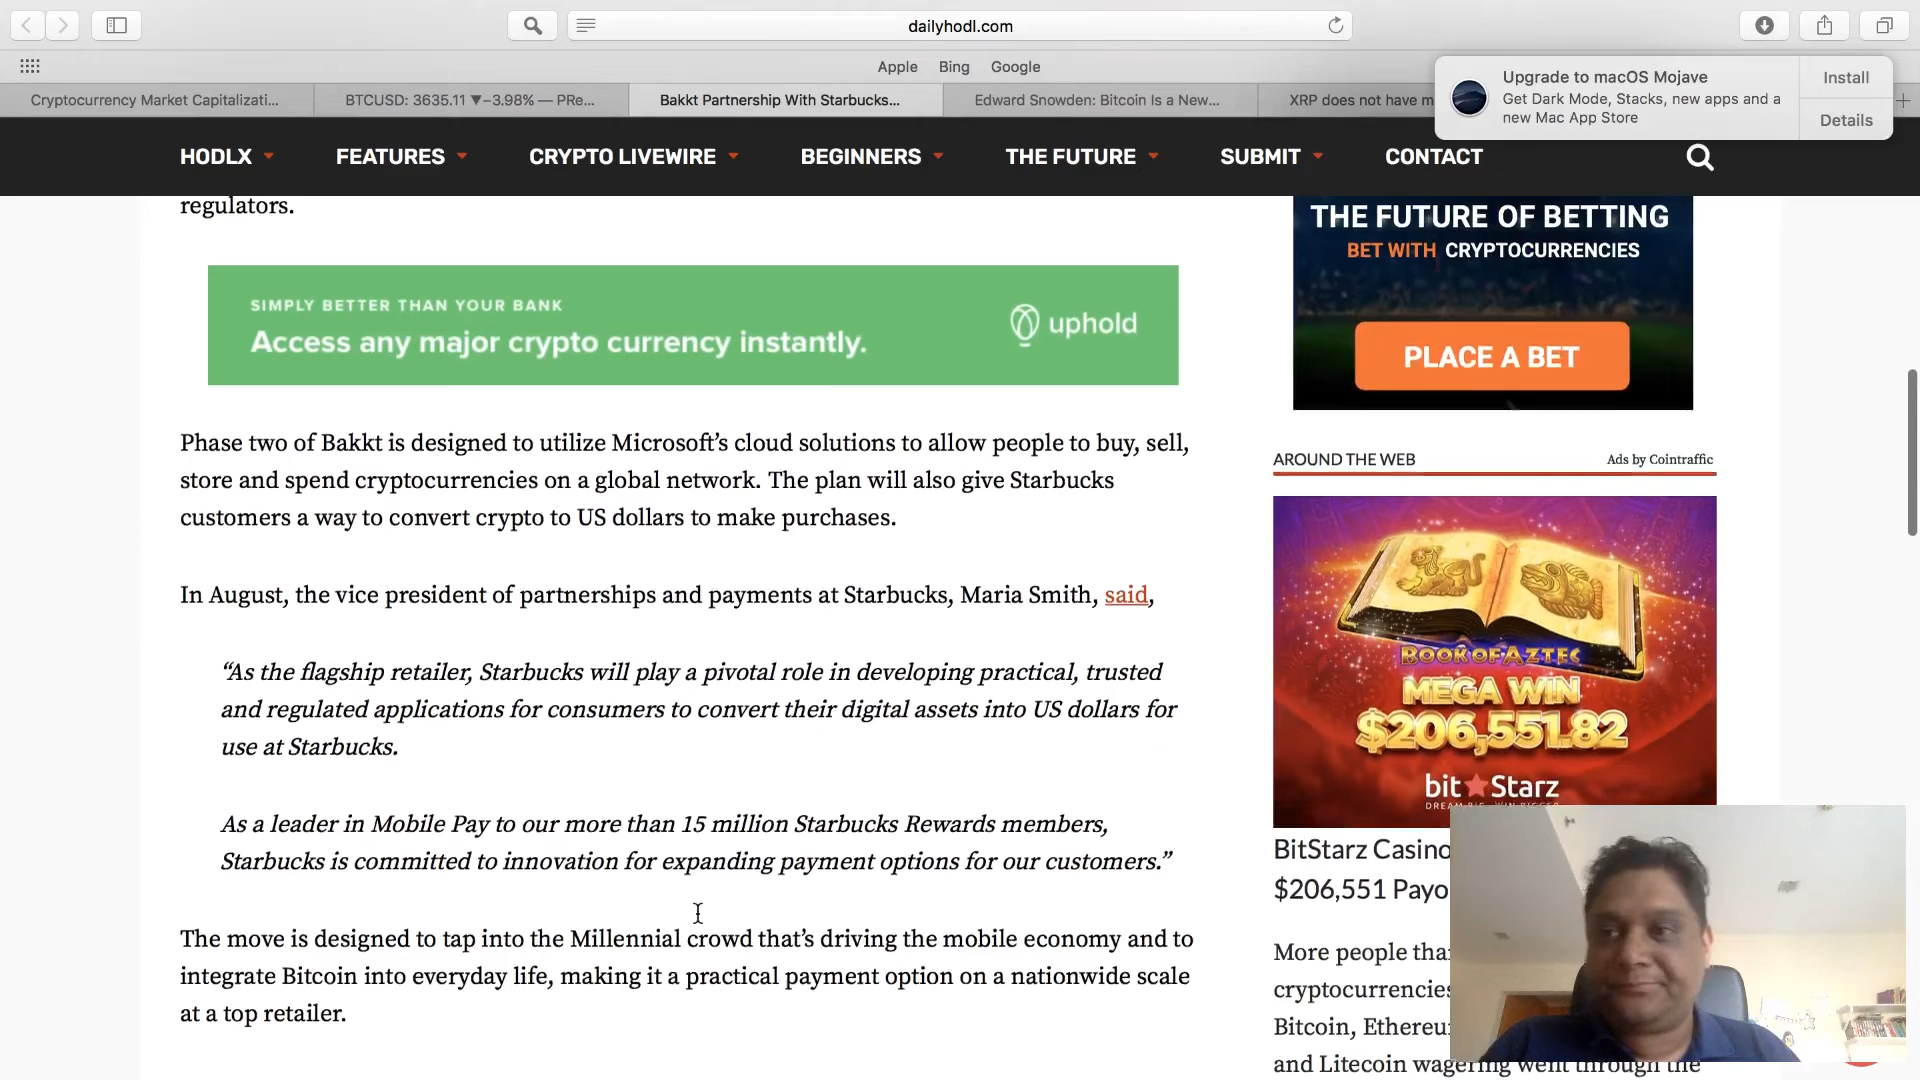 dailyhodl.com
Apple Bing Google
Upgrade to macOS Mojave
Get Dark Mode, Stacks, new apps and a
new Mac App Store
Install
Details
Cryptocurrency Market Capitalizati...
BTCUSD: 3635.11 ▼−3.98% — PRe...
Bakkt Partnership With Starbucks...
Edward Snowden: Bitcoin Is a New...
XRP does not have m
HODLX FEATURES CRYPTO LIVEWIRE BEGINNERS THE FUTURE SUBMIT CONTACT
regulators.
SIMPLY BETTER THAN YOUR BANK
Access any major crypto currency instantly.
uphold
Phase two of Bakkt is designed to utilize Microsoft’s cloud solutions to allow people to buy, sell,
store and spend cryptocurrencies on a global network. The plan will also give Starbucks
customers a way to convert crypto to US dollars to make purchases.
In August, the vice president of partnerships and payments at Starbucks, Maria Smith, said,
“As the flagship retailer, Starbucks will play a pivotal role in developing practical, trusted
and regulated applications for consumers to convert their digital assets into US dollars for
use at Starbucks.
As a leader in Mobile Pay to our more than 15 million Starbucks Rewards members,
Starbucks is committed to innovation for expanding payment options for our customers.”
The move is designed to tap into the Millennial crowd that’s driving the mobile economy and to
integrate Bitcoin into everyday life, making it a practical payment option on a nationwide scale
at a top retailer.
THE FUTURE OF BETTING
BET WITH CRYPTOCURRENCIES
PLACE A BET
AROUND THE WEB
Ads by Cointraffic
BOOK OF AZTEC
MEGA WIN
$206,551.82
bit Starz
BitStarz Casino
$206,551 Payo
More people tha
cryptocurrencies
Bitcoin, Ethereu
and Litecoin wagering went through the